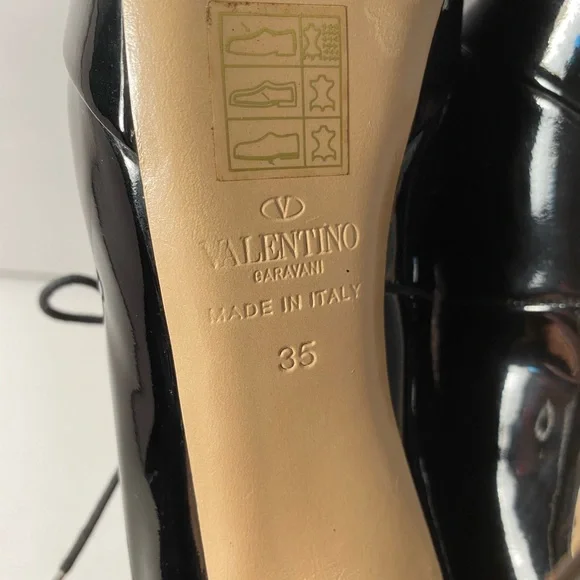 V
VALENTINO
GARAVANI
MADE IN ITALY
35